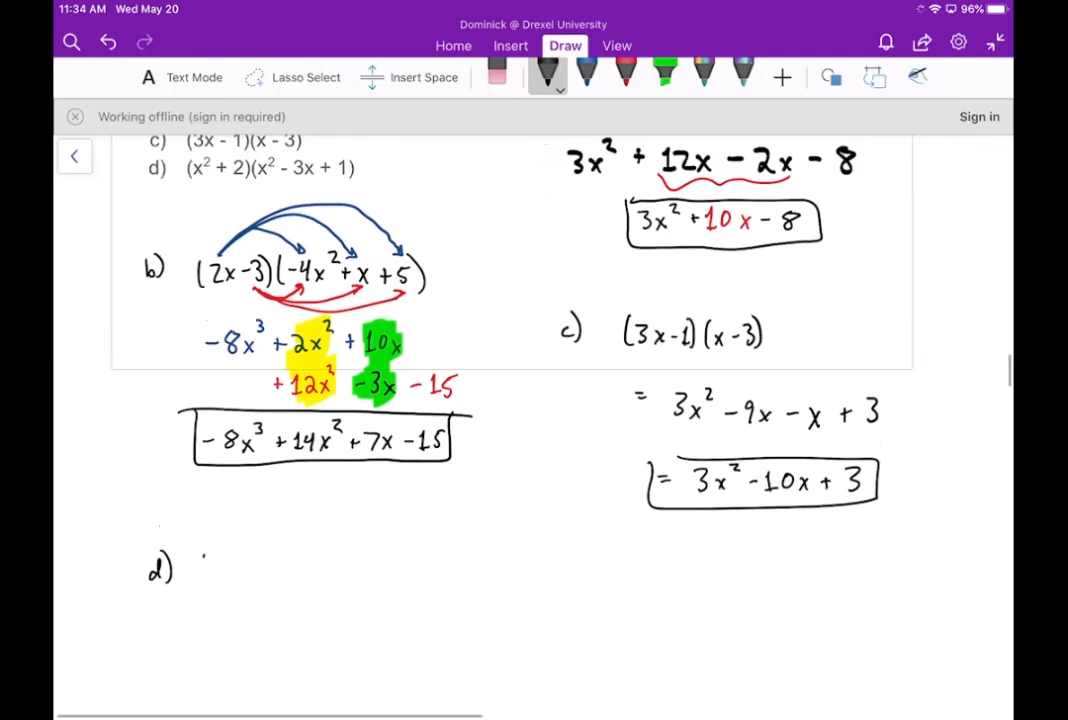 11:34 AM Wed May 20
96%
Dominick @ Drexel University
Home Insert Draw View
Text Mode Lasso Select Insert Space
Working offline (sign in required) Sign in
c) (3x - 1)(x - 3)
d) (x² + 2)(x² - 3x + 1)
3x² + 12x - 2x - 8
3x² + 10x - 8
b) (2x - 3)(-4x² + x + 5)
-8x³ + 2x² + 10x
+ 12x² - 3x - 15
- 8x³ + 14x² + 7x - 15
c) (3x-1)(x-3)
= 3x² - 9x - x + 3
= 3x² - 10x + 3
d)